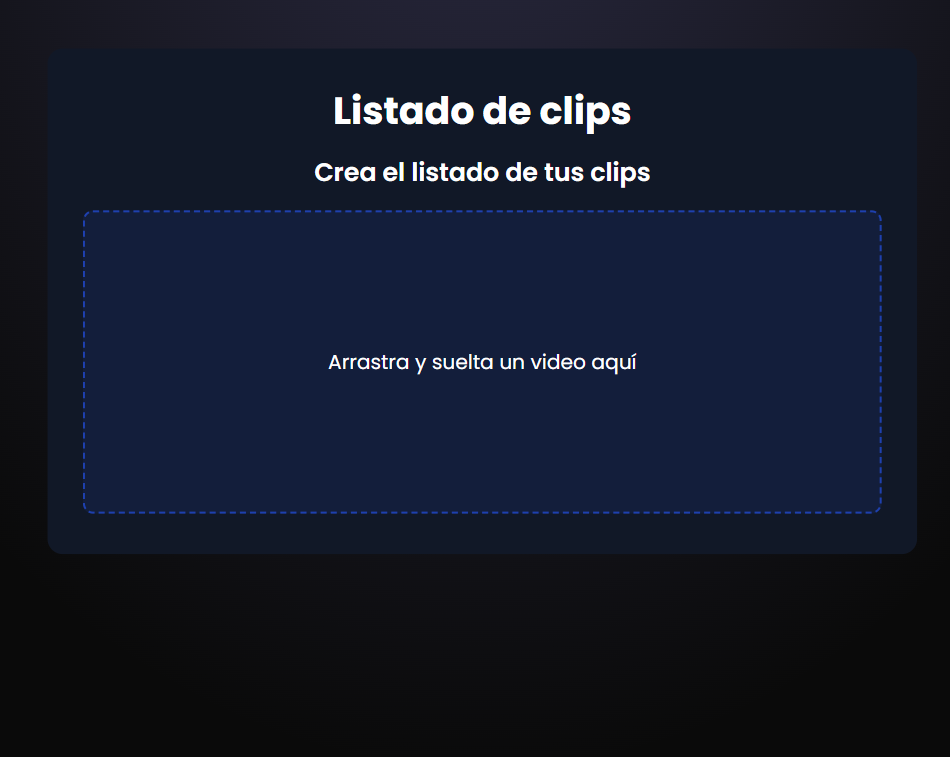 Listado de clips
Crea el listado de tus clips
Arrastra y suelta un video aquí